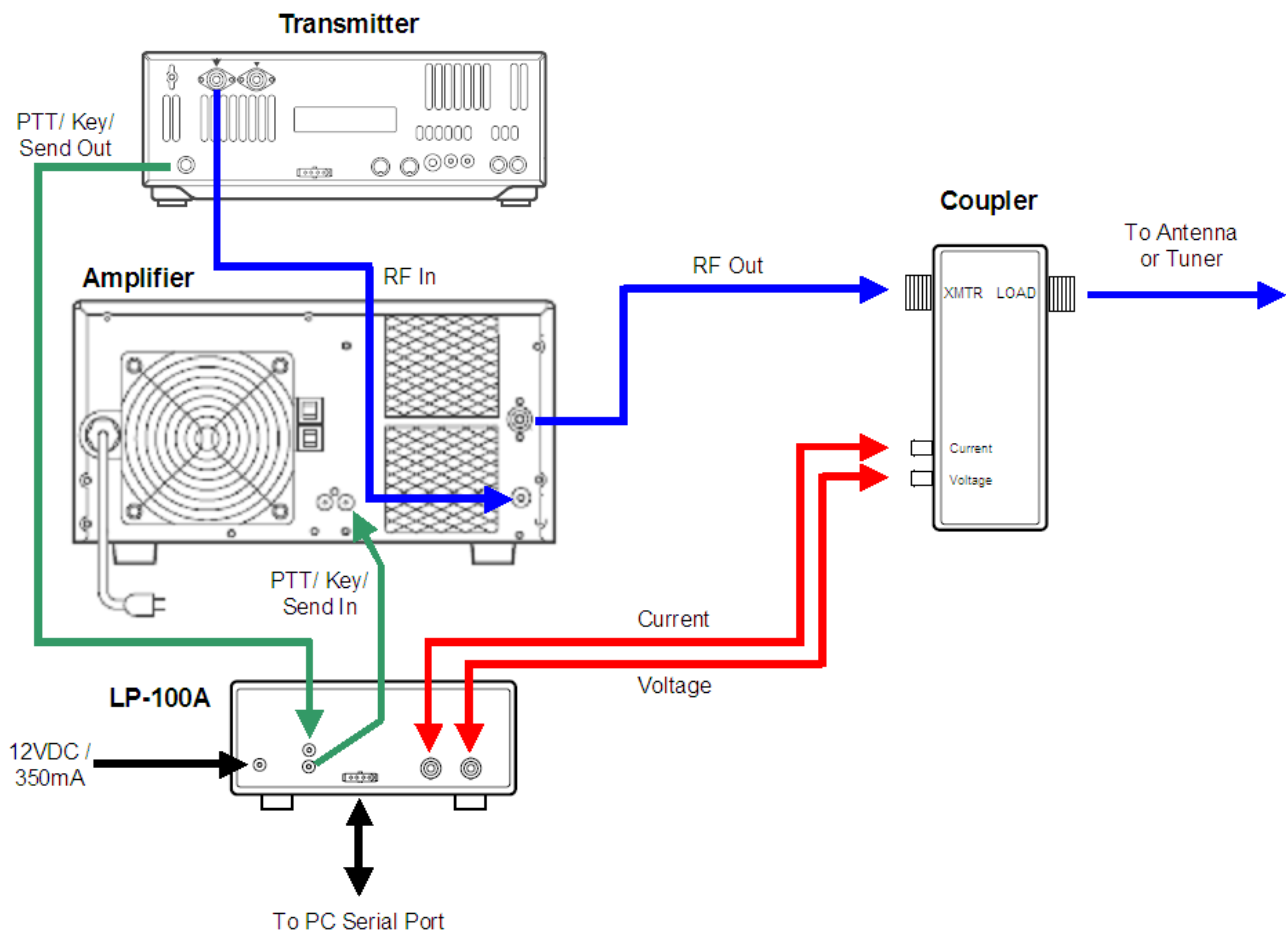 Transmitter
PTT/ Key/
Send Out
Coupler
To Antenna
or Tuner
RF Out
RF In
Amplifier
XMTR LOAD
Current
Voltage
PTT/ Key/
Send In
Current
Voltage
LP-100A
12VDC /
350mA
To PC Serial Port